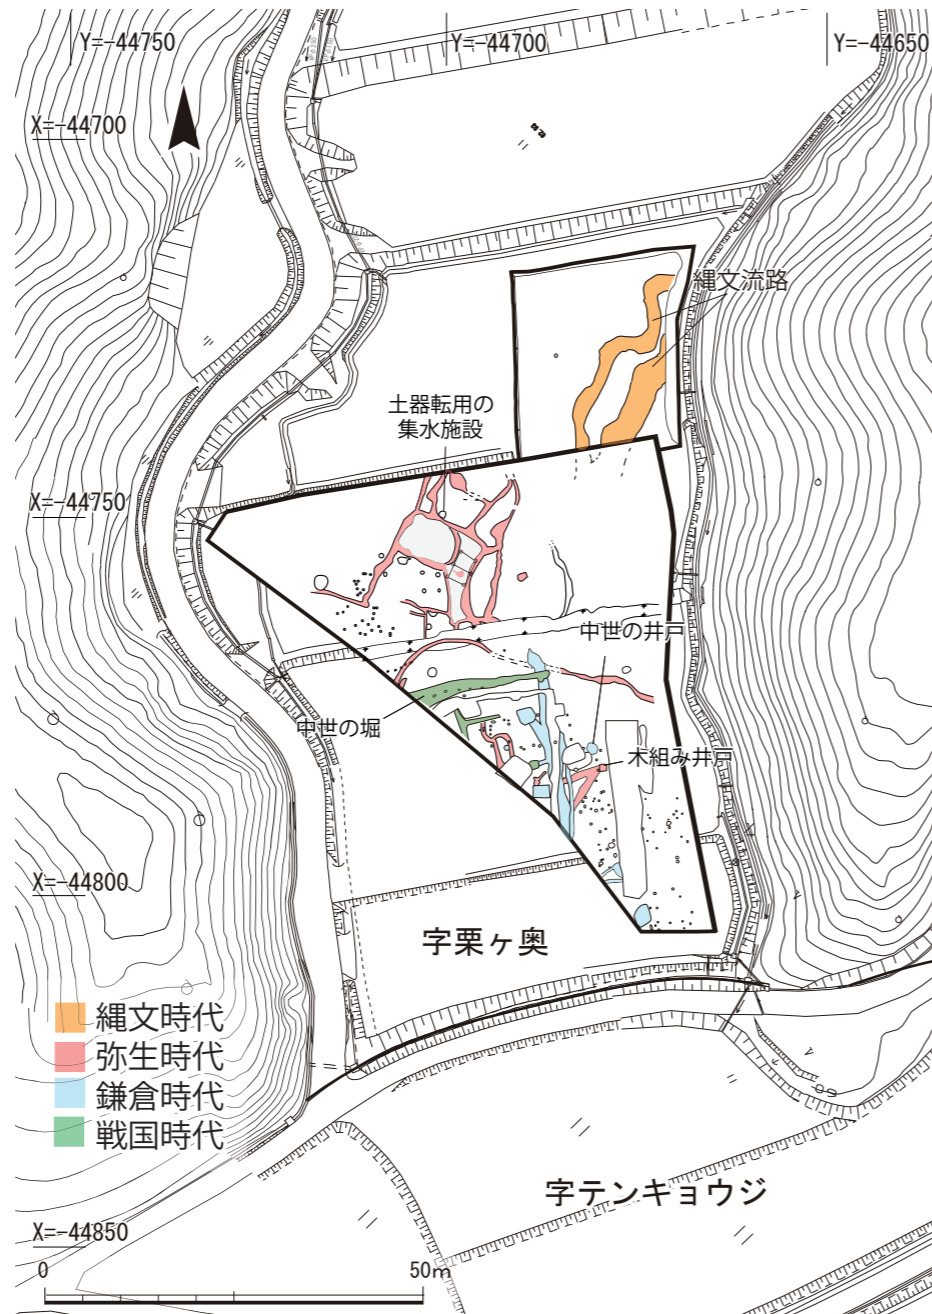 Y=-44750
Y=-44700
Y=-44650
X=-44700
縄文流路
土器転用の
集水施設
X=-44750
中世の井戸
中世の堀
木組み井戸
X=-44800
字栗ヶ奥
縄文時代
弥生時代
鎌倉時代
戦国時代
字テンキョウジ
X=-44850
0
50m